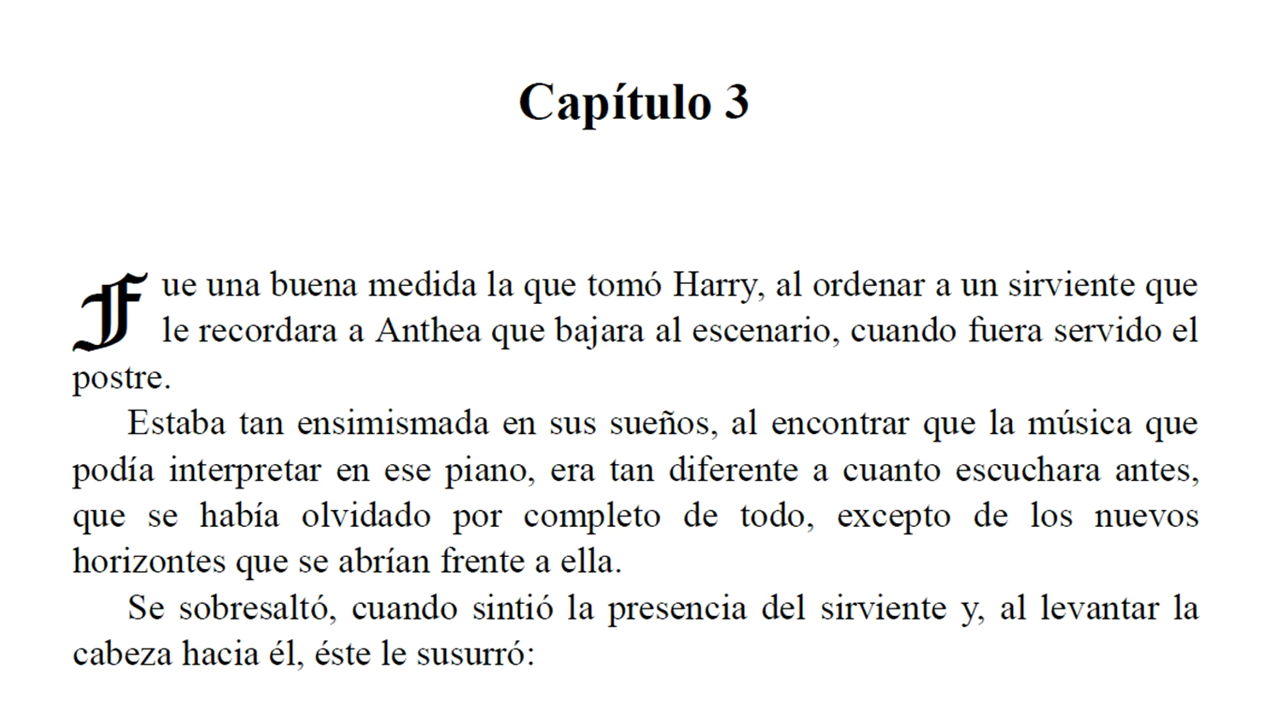 Capítulo 3
Fue una buena medida la que tomó Harry, al ordenar a un sirviente que
le recordara a Anthea que bajara al escenario, cuando fuera servido el
postre.
Estaba tan ensimismada en sus sueños, al encontrar que la música que
podía interpretar en ese piano, era tan diferente a cuanto escuchara antes,
que se había olvidado por completo de todo, excepto de los nuevos
horizontes que se abrían frente a ella.
Se sobresaltó, cuando sintió la presencia del sirviente y, al levantar la
cabeza hacia él, éste le susurró: